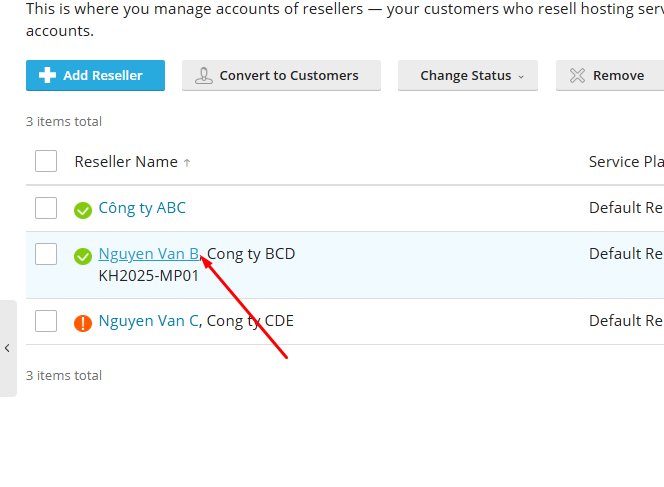 This is where you manage accounts of resellers — your customers who resell hosting serv
accounts.
Add Reseller Convert to Customers Change Status Remove
3 items total
Reseller Name ↑ Service Pla
Công ty ABC Default Re
Nguyen Van B, Cong ty BCD Default Re
KH2025-MP01
Nguyen Van C, Cong ty CDE Default Re
3 items total